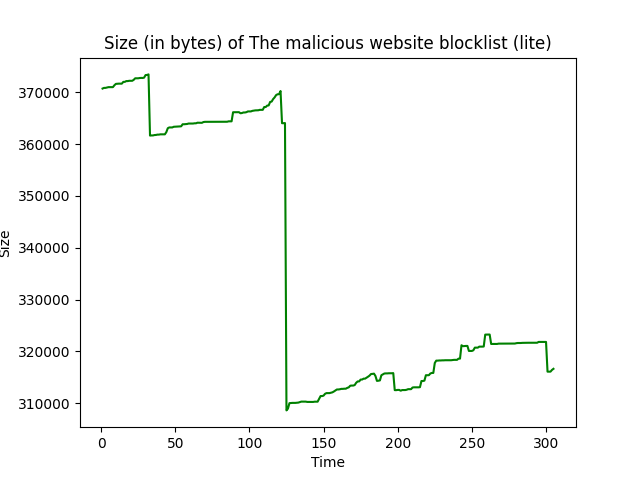 Size (in bytes) of The malicious website blocklist (lite)
370000
360000
350000
340000
330000
320000
310000
Size
0 50 100 150 200 250 300
Time